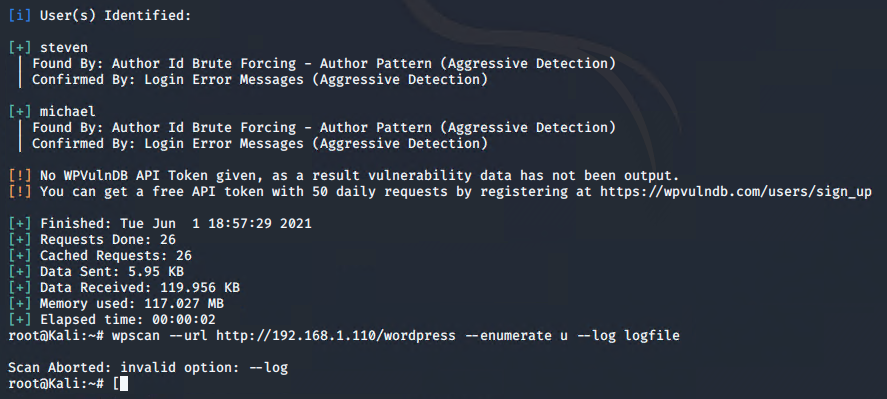 [i] User(s) Identified:
[+] steven
| Found By: Author Id Brute Forcing - Author Pattern (Aggressive Detection)
| Confirmed By: Login Error Messages (Aggressive Detection)
[+] michael
| Found By: Author Id Brute Forcing - Author Pattern (Aggressive Detection)
| Confirmed By: Login Error Messages (Aggressive Detection)
[!] No WPVulnDB API Token given, as a result vulnerability data has not been output.
[!] You can get a free API token with 50 daily requests by registering at https://wpvulndb.com/users/sign_up
[+] Finished: Tue Jun  1 18:57:29 2021
[+] Requests Done: 26
[+] Cached Requests: 26
[+] Data Sent: 5.95 KB
[+] Data Received: 119.956 KB
[+] Memory used: 117.027 MB
[+] Elapsed time: 00:00:02
root@Kali:~# wpscan --url http://192.168.1.110/wordpress --enumerate u --log logfile
Scan Aborted: invalid option: --log
root@Kali:~# [